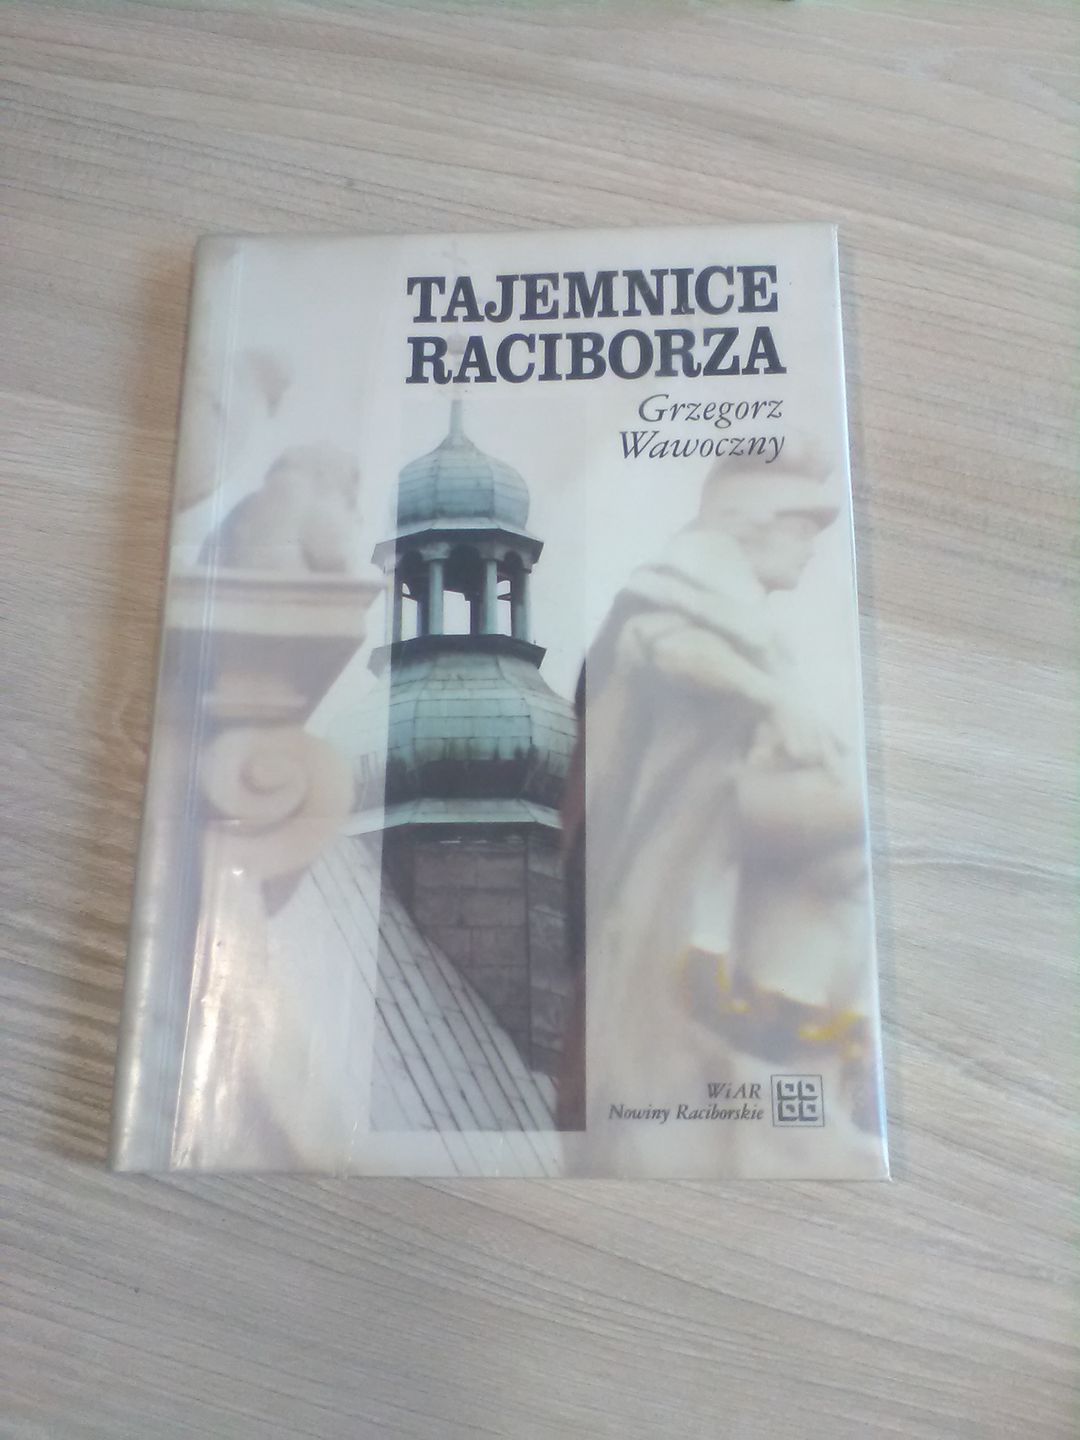 TAJEMNICE
RACIBORZA
Grzegorz
Wawoczny
WiAR
Nowiny Raciborskie